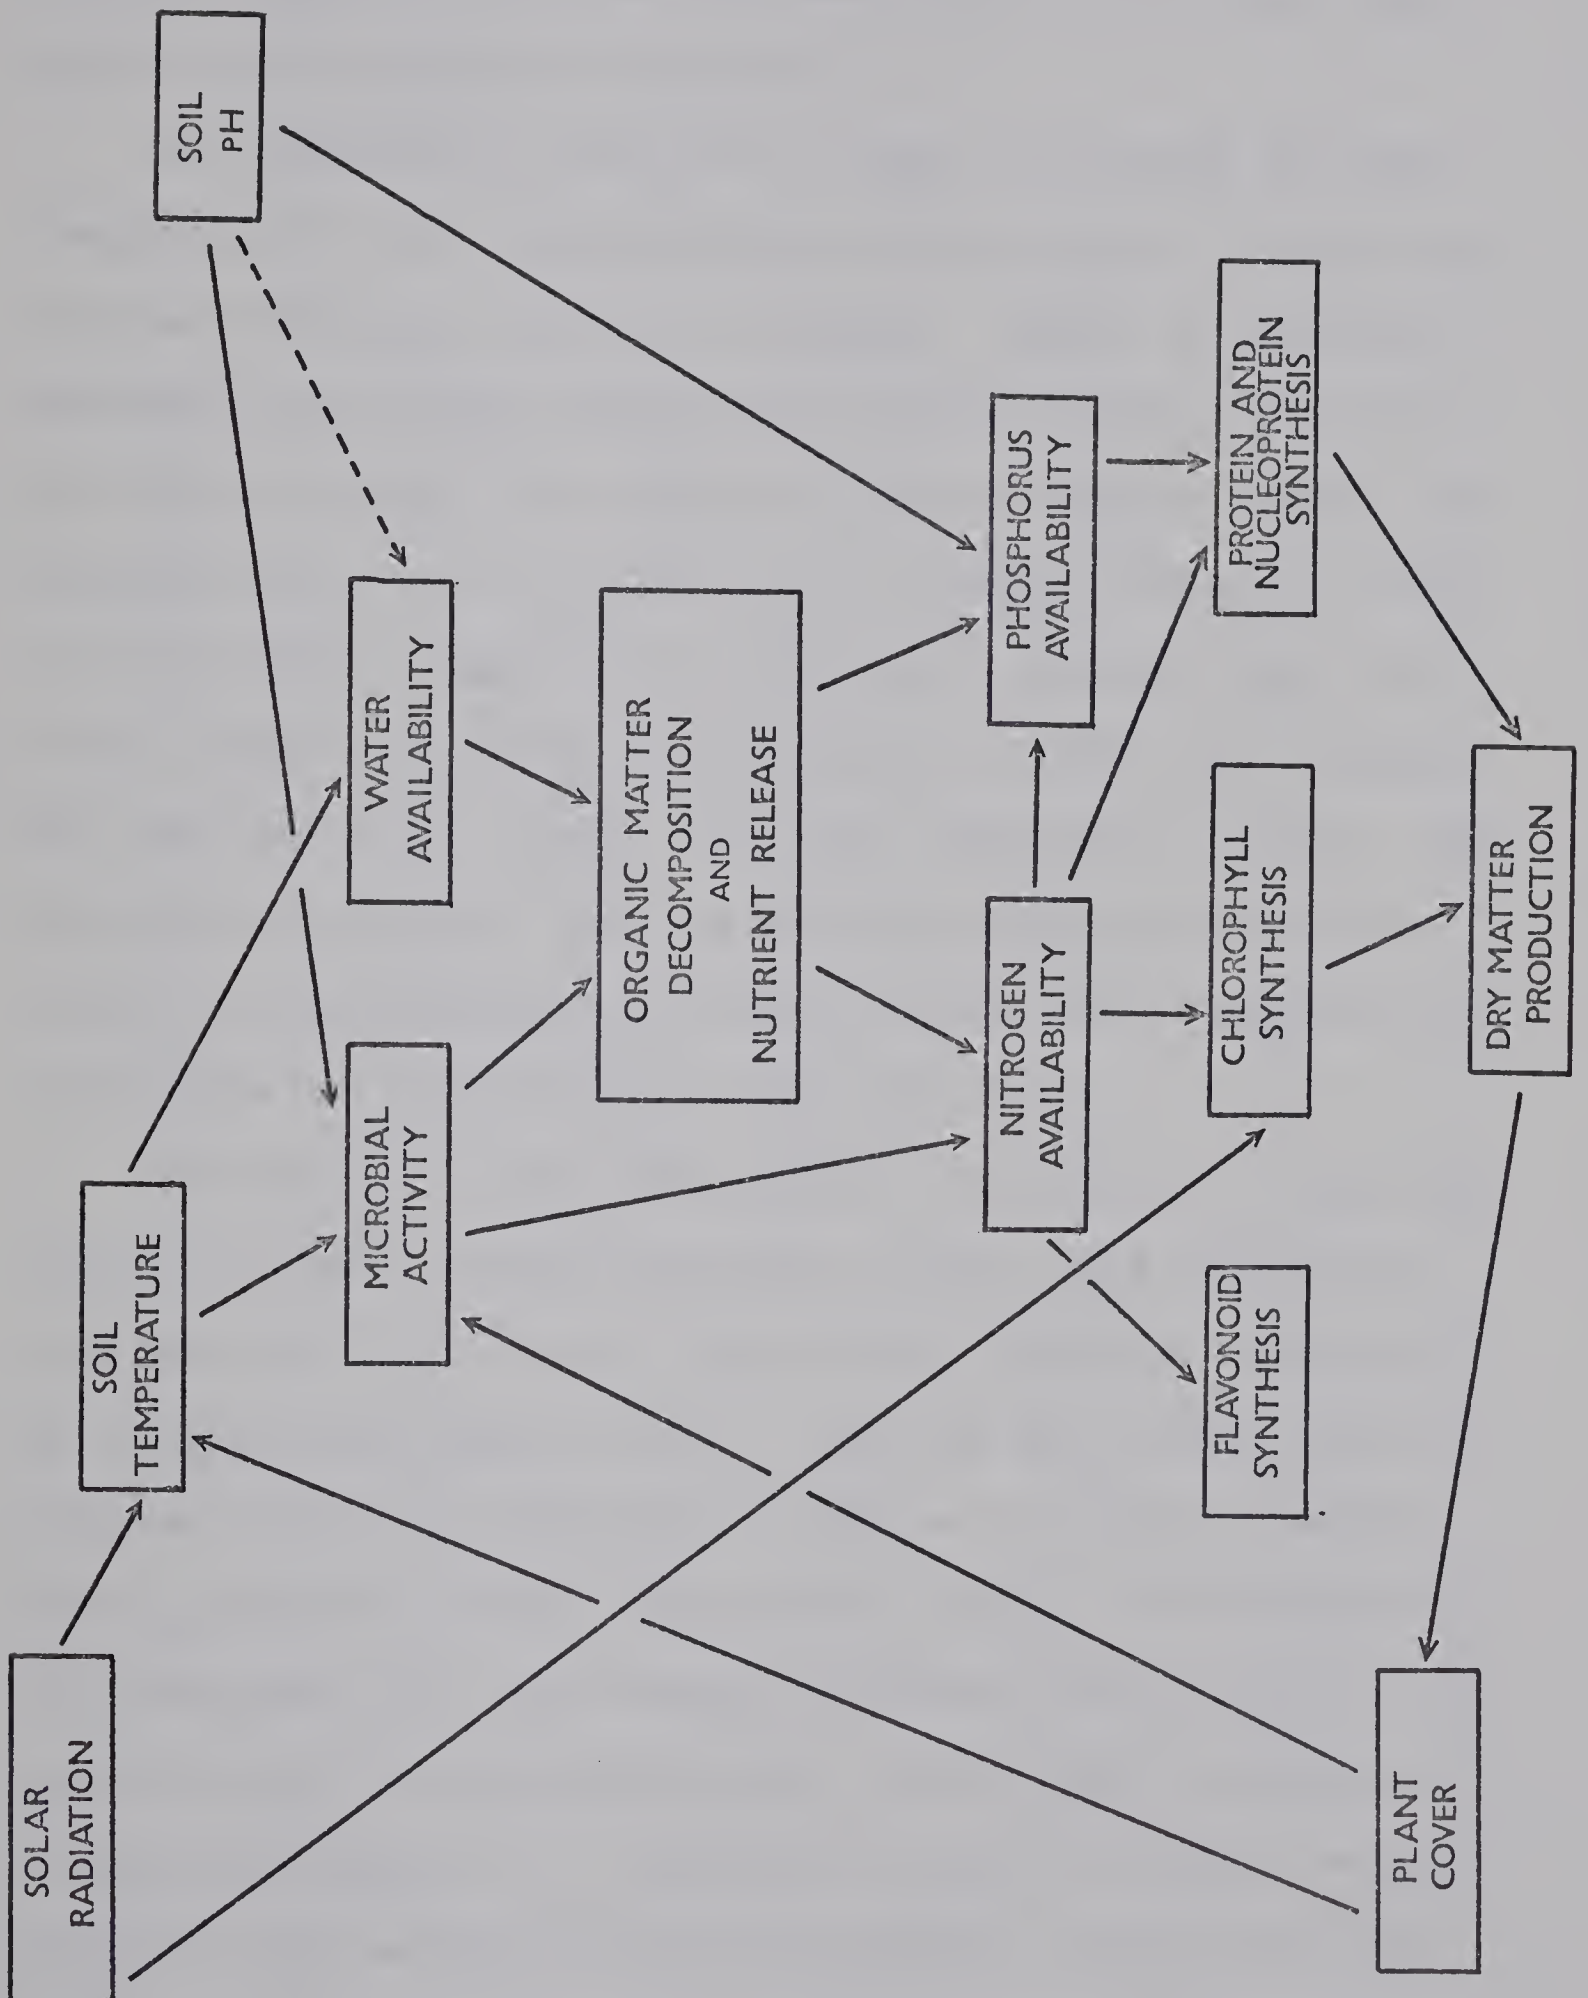 SOLAR
RADIATION
SOIL
TEMPERATURE
SOIL
PH
MICROBIAL
ACTIVITY
WATER
AVAILABILITY
ORGANIC MATTER
DECOMPOSITION
AND
NUTRIENT RELEASE
NITROGEN
AVAILABILITY
PHOSPHORUS
AVAILABILITY
FLAVONOID
SYNTHESIS
CHLOROPHYLL
SYNTHESIS
PROTEIN AND
NUCLEOPROTEIN
SYNTHESIS
PLANT
COVER
DRY MATTER
PRODUCTION